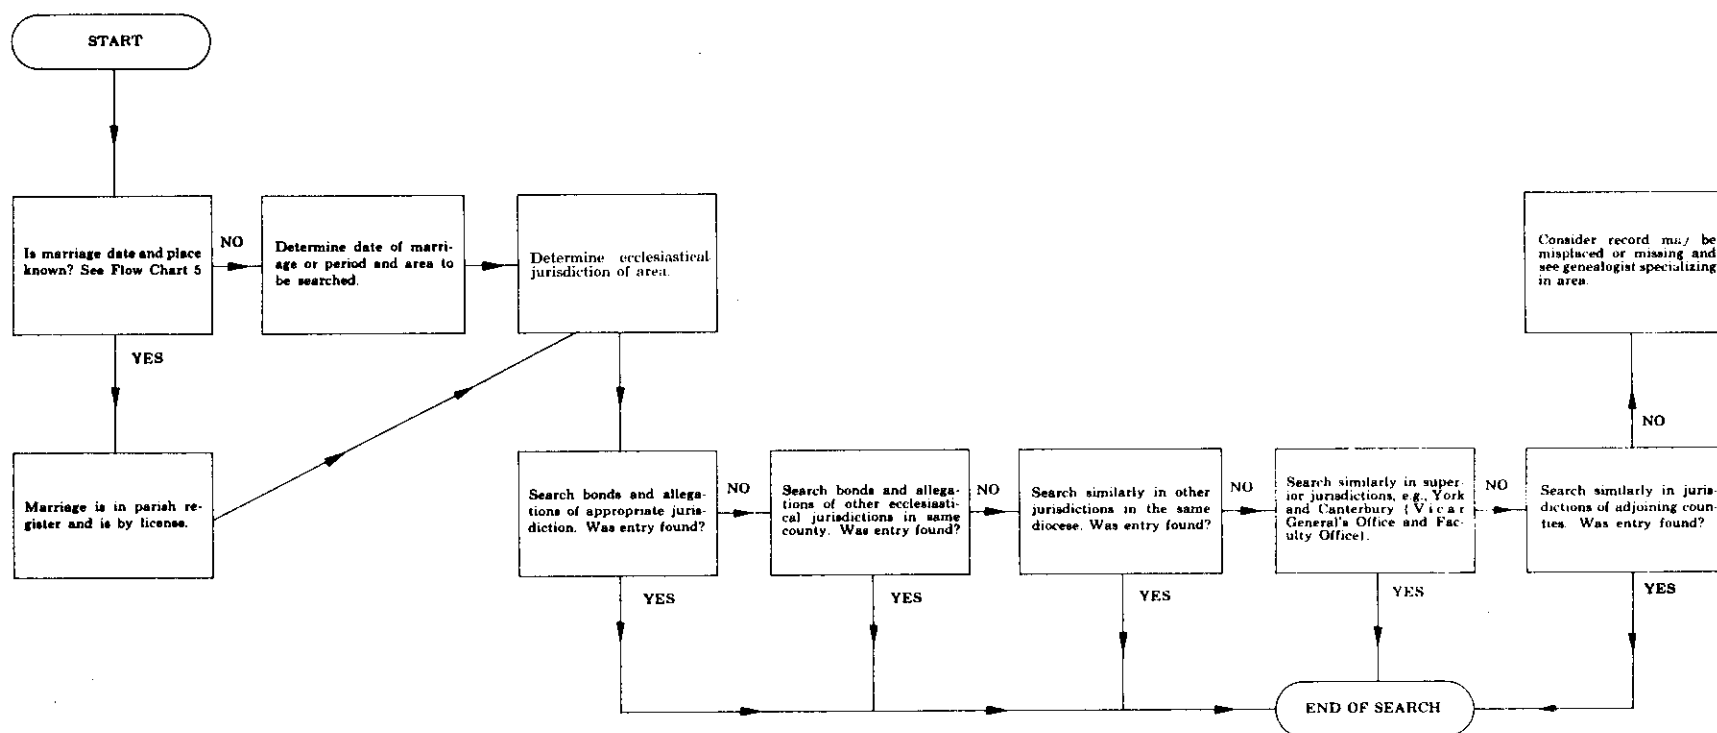 START
Is marriage date and place
known? See Flow Chart 5
NO
Determine date of marri-
age or period and area to
be searched.
Determine ecclesiastical
jurisdiction of area.
Consider record may be
misplaced or missing and
see genealogist specializing
in area.
YES
NO
Marriage is in parish re-
gister and is by license.
Search bonds and allega-
tions of appropriate juris-
diction. Was entry found?
NO
Search bonds and allega-
tions of other ecclesiasti-
cal jurisdictions in same
county. Was entry found?
NO
Search similarly in other
jurisdictions in the same
diocese. Was entry found?
NO
Search similarly in super-
ior jurisdictions, e.g., York
and Canterbury (Vicar
General's Office and Fac-
ulty Office).
NO
Search similarly in juris-
dictions of adjoining coun-
ties. Was entry found?
YES
YES
YES
YES
YES
END OF SEARCH